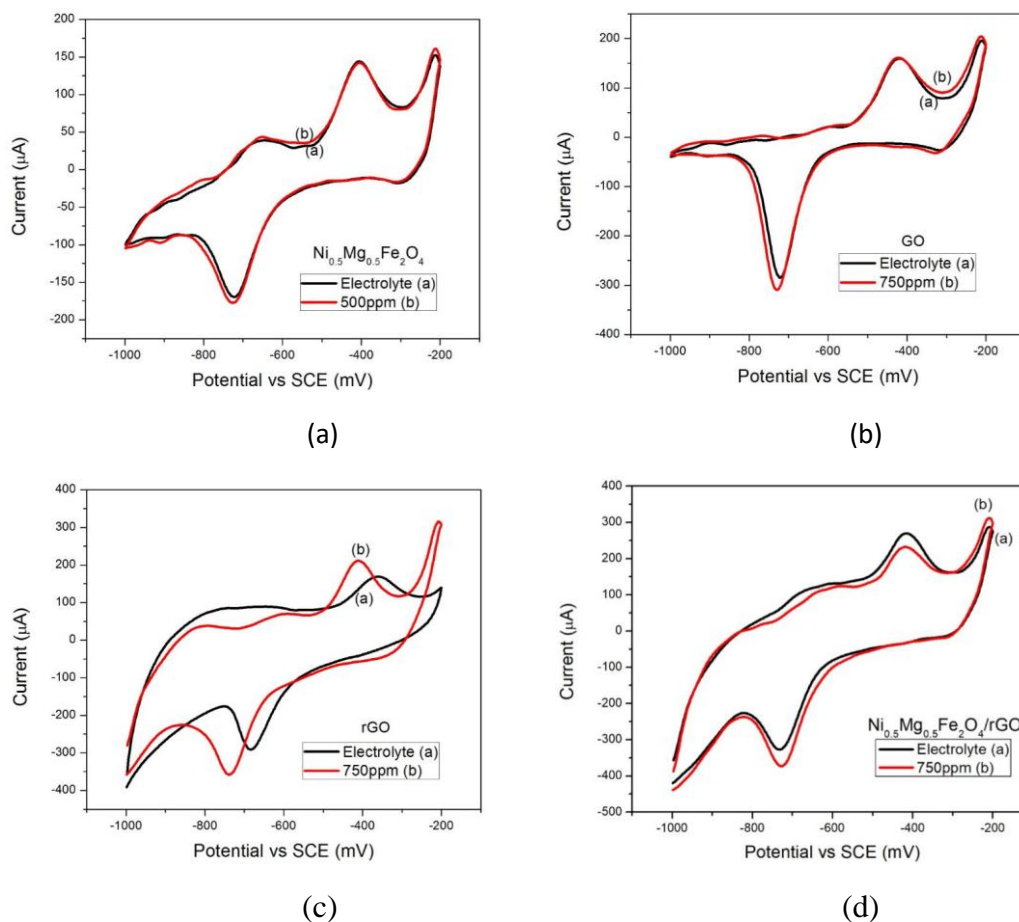 200
150
100
50
0
-50
-100
-150
-200
Current (μA)
-1000 -800 -600 -400 -200
Potential vs SCE (mV)
(b)
(a)
Ni0.5Mg0.5Fe2O4
Electrolyte (a)
500ppm (b)
(a)
200
100
0
-100
-200
-300
-400
Current (μA)
-1000 -800 -600 -400 -200
Potential vs SCE (mV)
(b)
(a)
GO
Electrolyte (a)
750ppm (b)
(b)
400
300
200
100
0
-100
-200
-300
-400
Current (μA)
-1000 -800 -600 -400 -200
Potential vs SCE (mV)
(b)
(a)
rGO
Electrolyte (a)
750ppm (b)
(c)
400
300
200
100
0
-100
-200
-300
-400
-500
Current (μA)
-1000 -800 -600 -400 -200
Potential vs SCE (mV)
(b)
(a)
Ni0.5Mg0.5Fe2O4/rGO
Electrolyte (a)
750ppm (b)
(d)